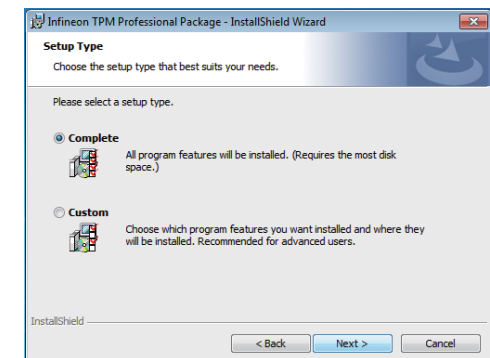 Infineon TPM Professional Package - InstallShield Wizard
Setup Type
Choose the setup type that best suits your needs.
Please select a setup type.
Complete
All program features will be installed. (Requires the most disk
space.)
Custom
Choose which program features you want installed and where they
will be installed. Recommended for advanced users.
InstallShield
< Back Next > Cancel